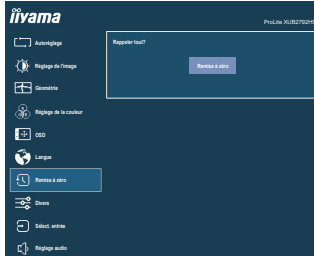 iiyama
ProLite XUB2792HS
Autoréglage
Rappeler tout?
Réglage de l'image
Remise à zéro
Géométrie
Réglage de la couleur
OSD
Langue
Remise à zéro
Divers
Sélect. entrée
Réglage audio